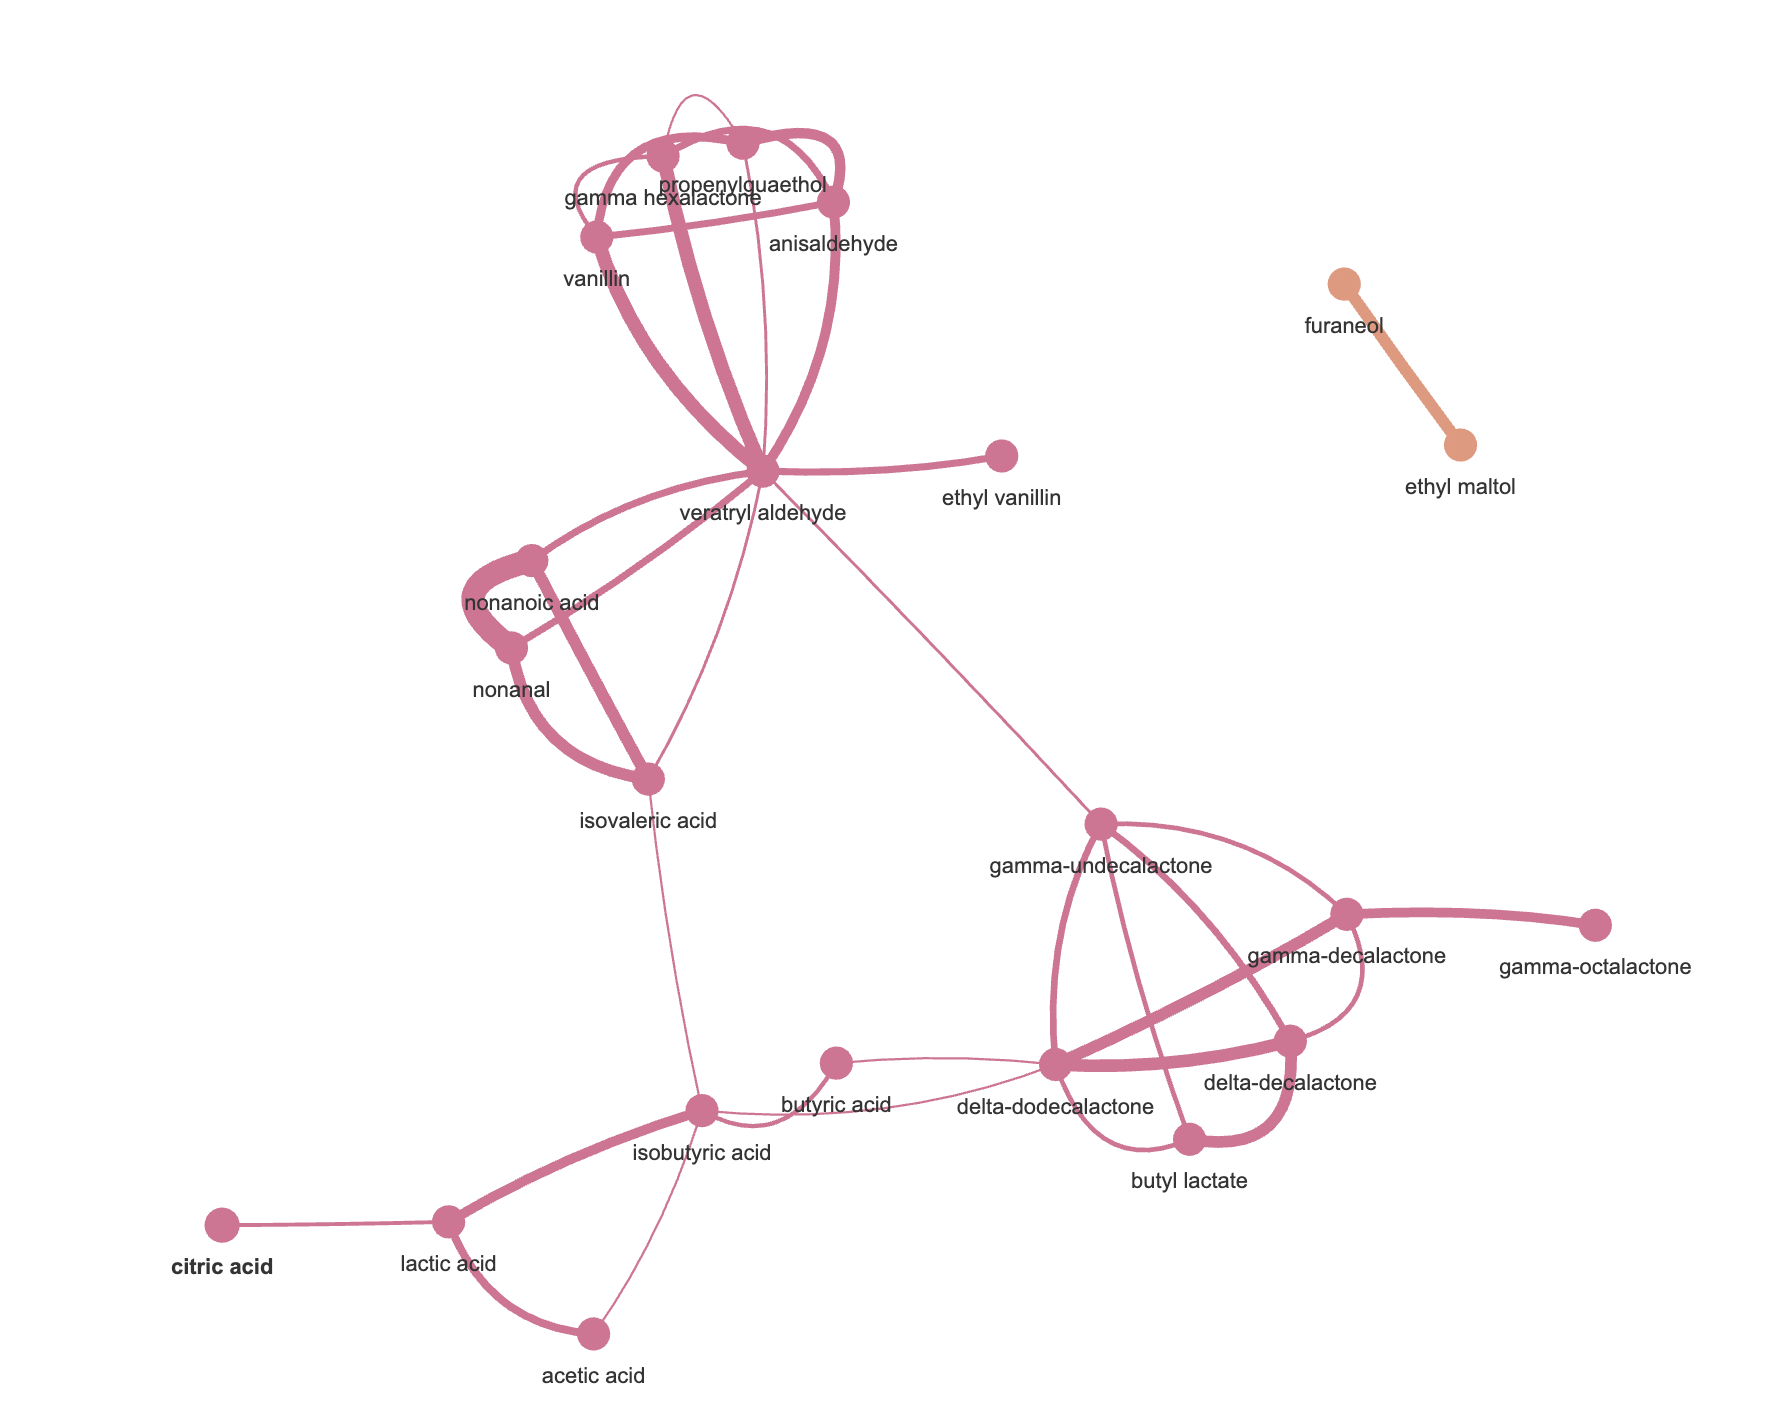 propenylquaethol
gamma hexalactone
anisaldehyde
vanillin
furaneol
ethyl maltol
ethyl vanillin
veratryl aldehyde
nonanoic acid
nonanal
isovaleric acid
gamma-undecalactone
gamma-decalactone
gamma-octalactone
delta-decalactone
butyric acid
delta-dodecalactone
isobutyric acid
butyl lactate
lactic acid
citric acid
acetic acid